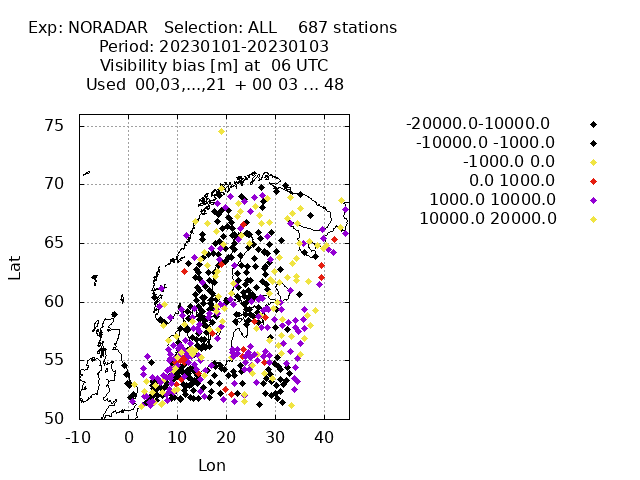 Exp: NORADAR   Selection: ALL    687 stations
Period: 20230101-20230103
Visibility bias [m] at  06 UTC
Used  00,03,...,21  + 00 03 ... 48
-20000.0-10000.0
-10000.0 -1000.0
-1000.0 0.0
0.0 1000.0
1000.0 10000.0
10000.0 20000.0
Lat
75
70
65
60
55
50
-10 0 10 20 30 40
Lon